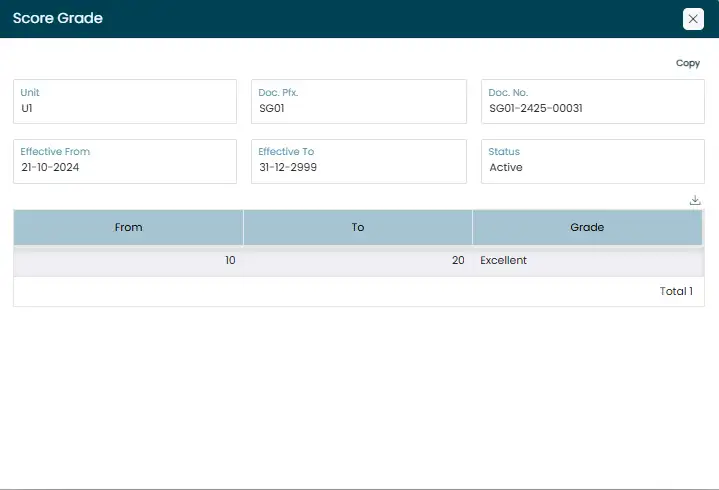 Score Grade
Copy
Unit
U1
Doc. Pfx.
SG01
Doc. No.
SG01-2425-00031
Effective From
21-10-2024
Effective To
31-12-2999
Status
Active
From To Grade
10 20 Excellent
Total 1